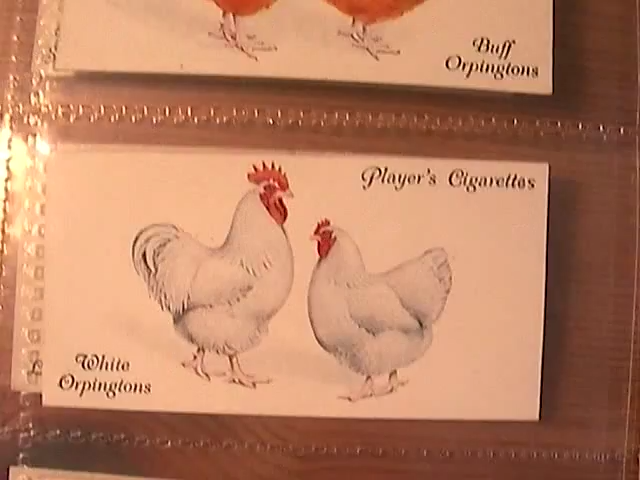 Buff
Orpingtons
Player's Cigarettes
White
Orpingtons